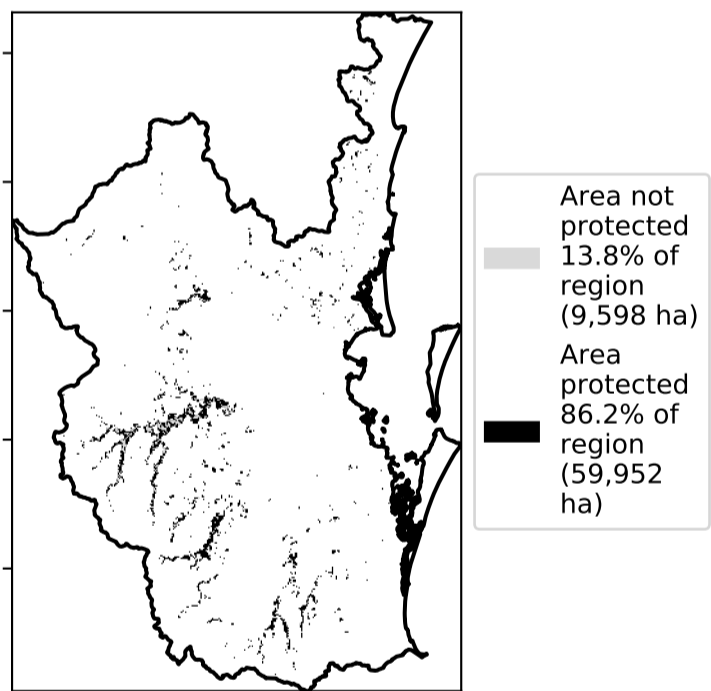 Area not
protected
13.8% of
region
(9,598 ha)
Area
protected
86.2% of
region
(59,952
ha)